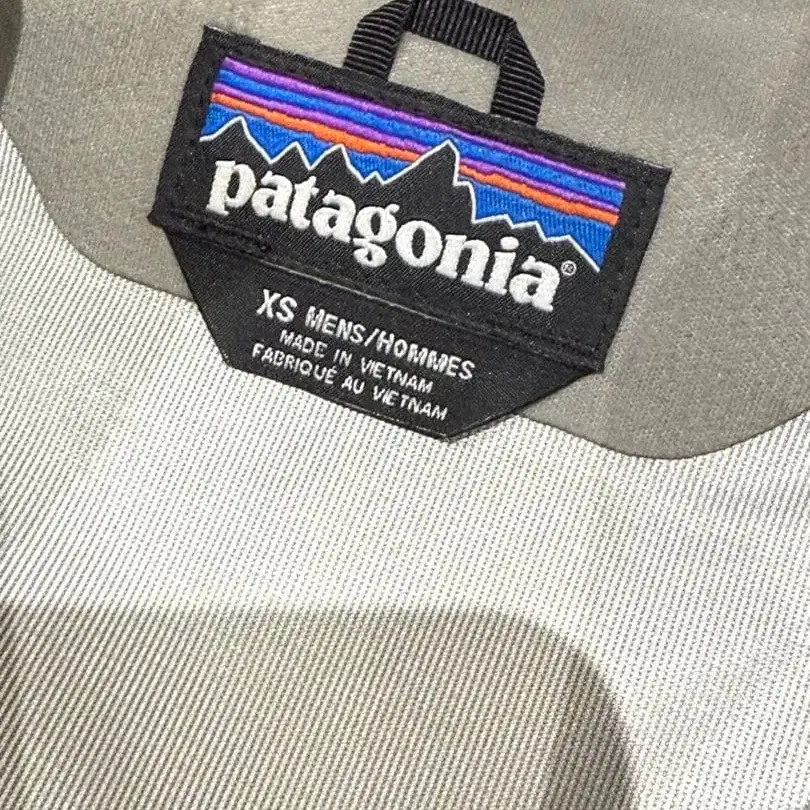 patagonia®
XS MENS/HOMMES
MADE IN VIETNAM
FABRIQUÉ AU VIETNAM